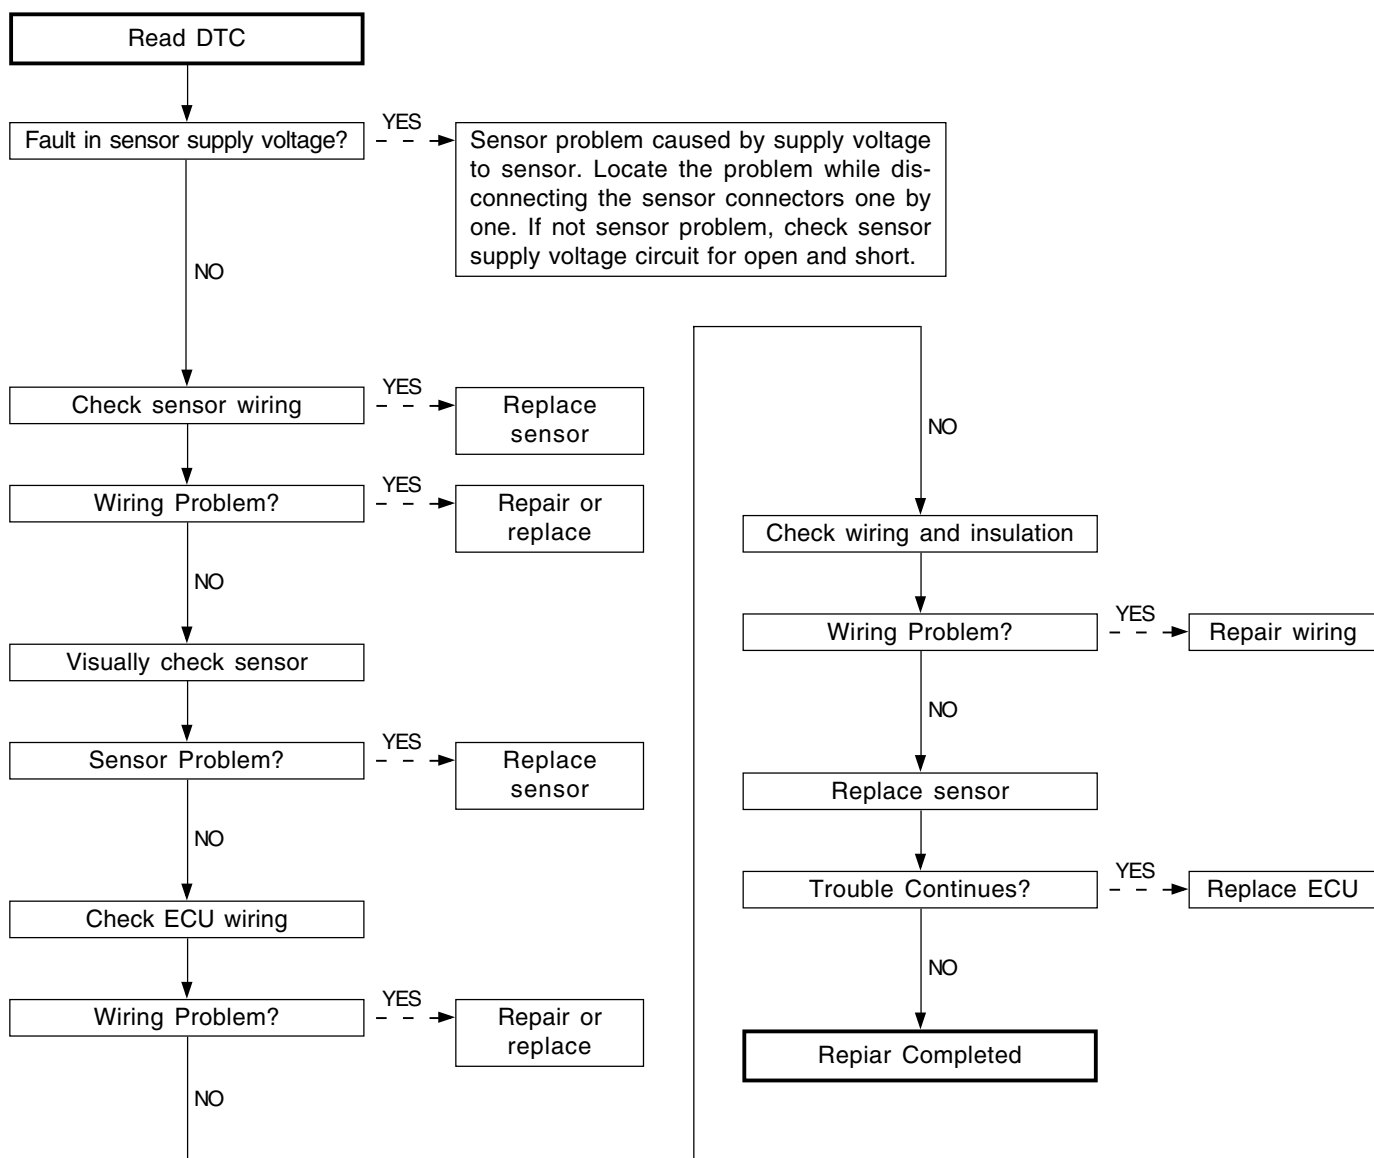 Read DTC
Fault in sensor supply voltage?
YES
Sensor problem caused by supply voltage
to sensor. Locate the problem while dis-
connecting the sensor connectors one by
one. If not sensor problem, check sensor
supply voltage circuit for open and short.
NO
Check sensor wiring
YES
Replace
sensor
Wiring Problem?
YES
Repair or
replace
NO
Visually check sensor
Sensor Problem?
YES
Replace
sensor
NO
Check ECU wiring
Wiring Problem?
YES
Repair or
replace
NO
NO
Check wiring and insulation
Wiring Problem?
YES
Repair wiring
NO
Replace sensor
Trouble Continues?
YES
Replace ECU
NO
Repiar Completed